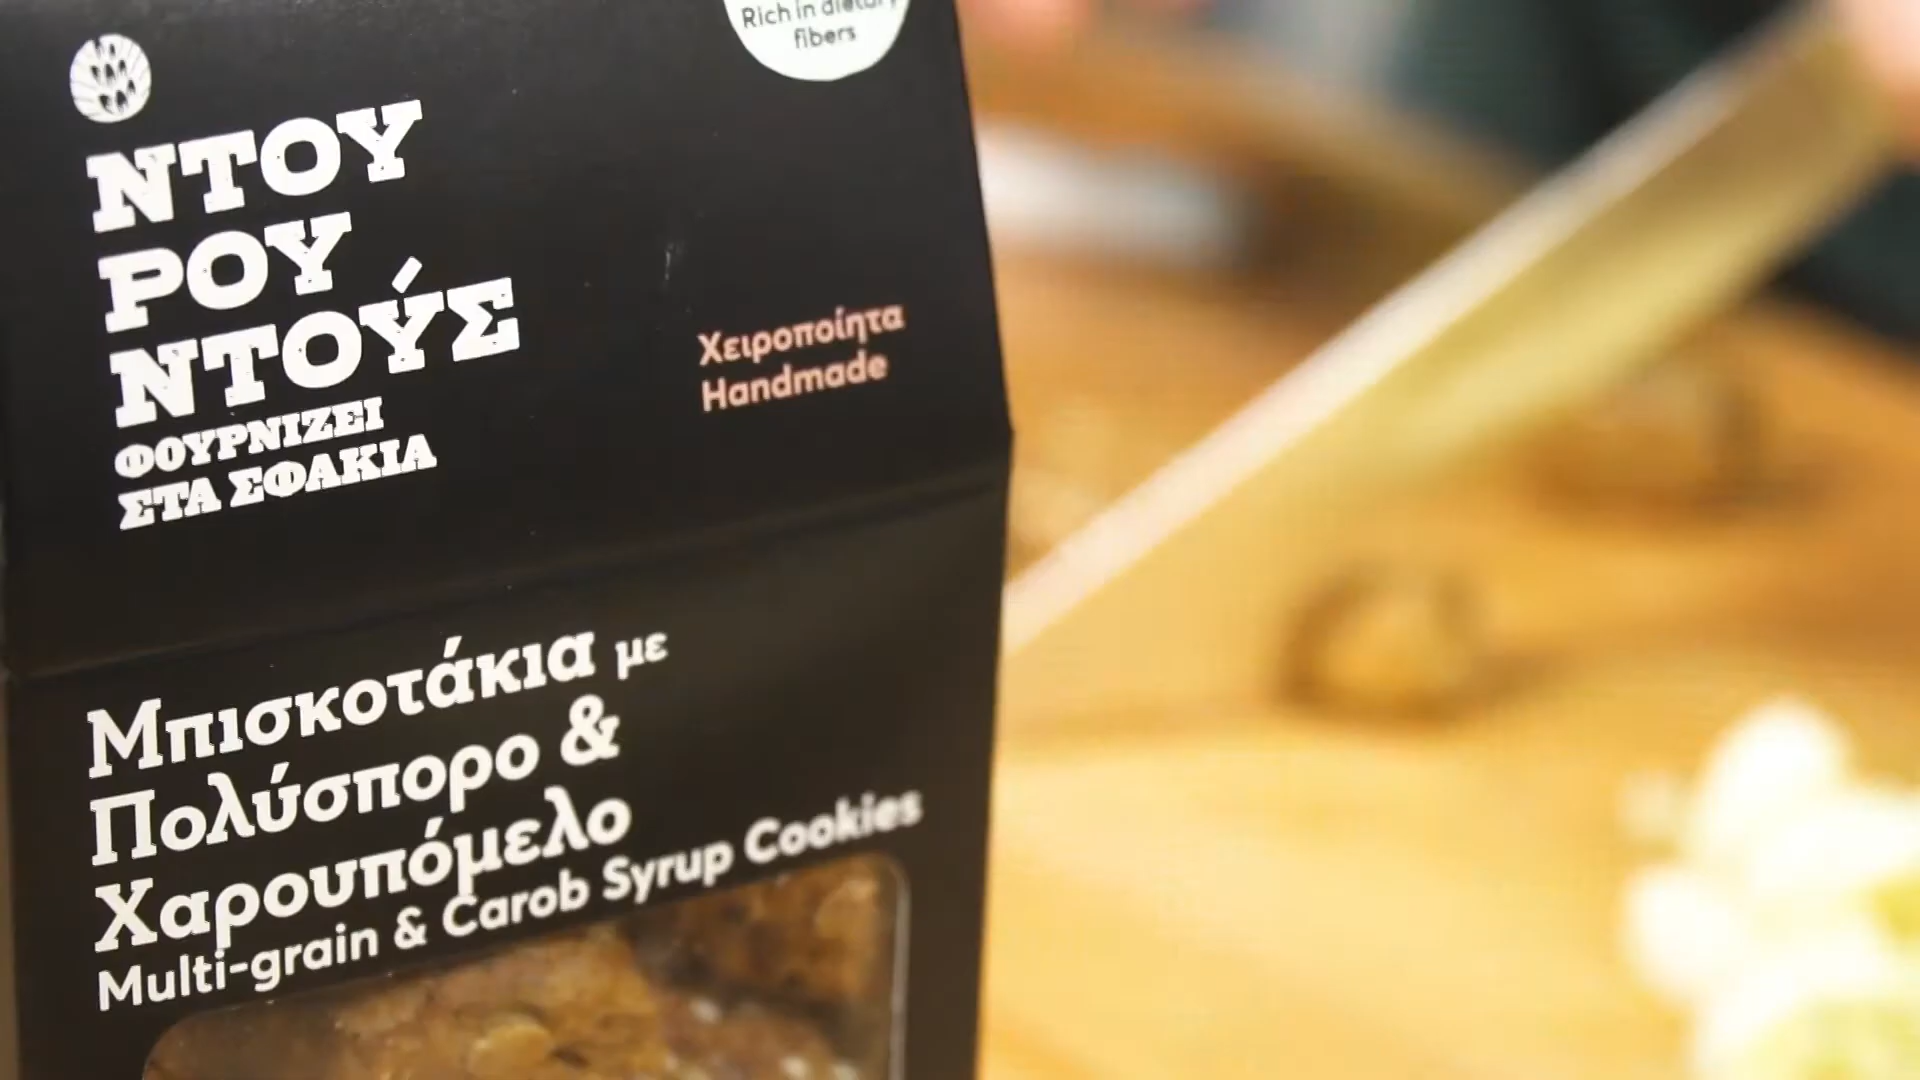 Rich in dietary
fibers
ΝΤΟΥ
ΡΟΥ
ΝΤΟΎΣ
ΦΟΥΡΝΙΖΕΙ
ΣΤΑ ΣΦΑΚΙΑ
Χειροποίητα
Handmade
Μπισκοτάκια με
Πολύσπορο &
Χαρουπόμελο
Multi-grain & Carob Syrup Cookies